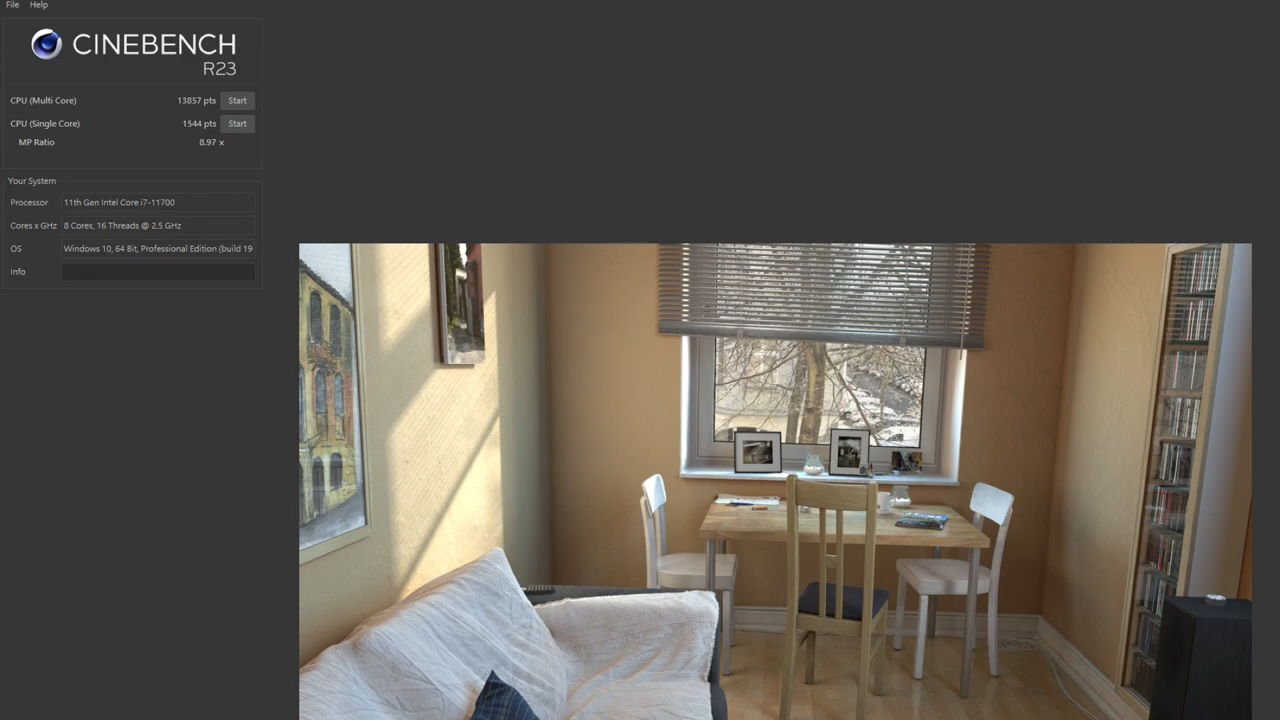 File Help
CINEBENCH
R23
CPU (Multi Core) 13857 pts Start
CPU (Single Core) 1544 pts Start
MP Ratio 8.97 x
Your System
Processor 11th Gen Intel Core i7-11700
Cores x GHz 8 Cores, 16 Threads @ 2.5 GHz
OS Windows 10, 64 Bit, Professional Edition (build 19
Info